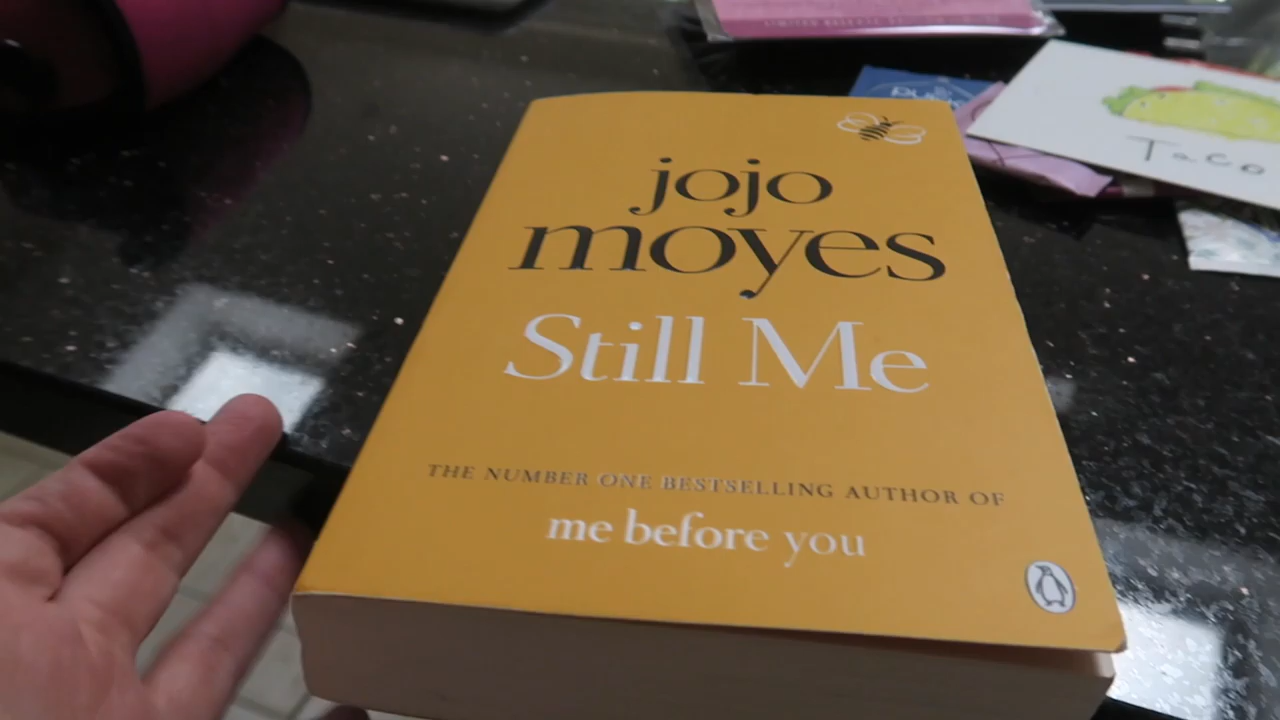 jojo
moyes
Still Me
THE NUMBER ONE BESTSELLING AUTHOR OF
me before you
Taco